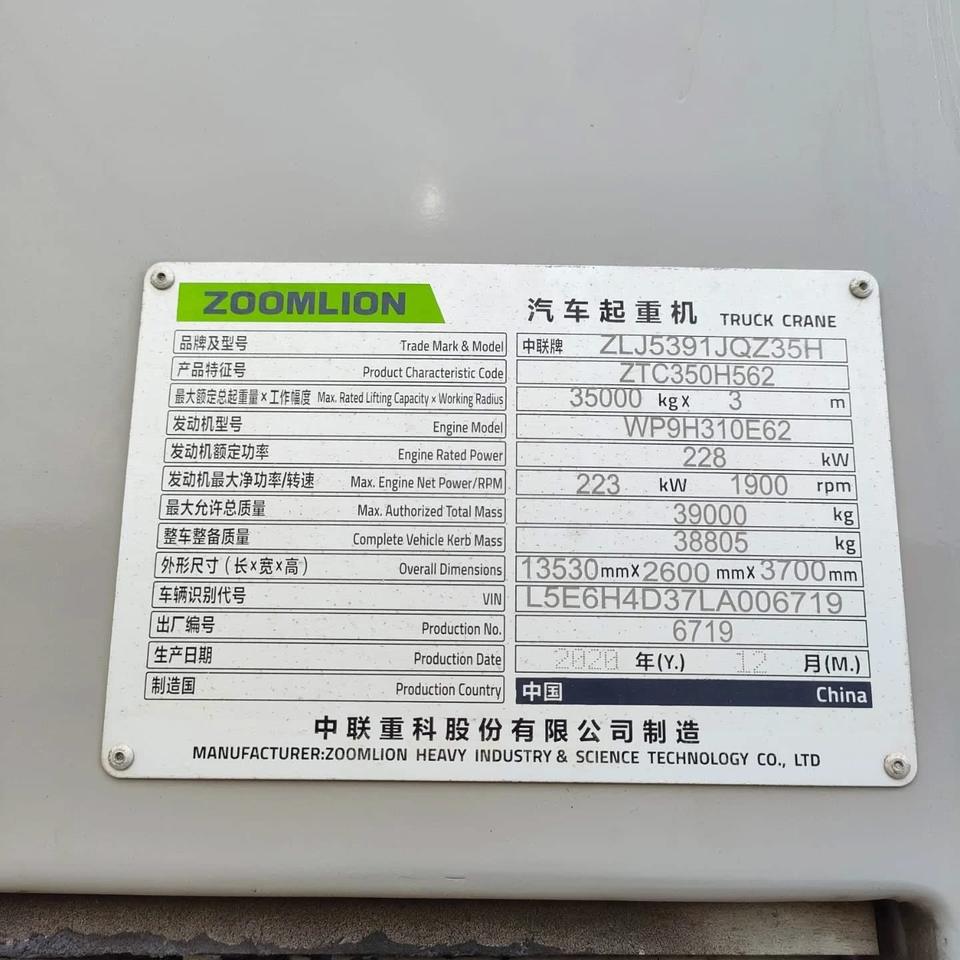 ZOOMLION 汽车起重机 TRUCK CRANE
品牌及型号 Trade Mark & Model 中联牌 ZLJ5391JQZ35H
产品特征号 Product Characteristic Code ZTC350H562
最大额定总起重量×工作幅度 Max. Rated Lifting Capacity × Working Radius 35000 kg× 3 m
发动机型号 Engine Model WP9H310E62
发动机额定功率 Engine Rated Power 228 kW
发动机最大净功率/转速 Max. Engine Net Power/RPM 223 kW 1900 rpm
最大允许总质量 Max. Authorized Total Mass 39000 kg
整车整备质量 Complete Vehicle Kerb Mass 38805 kg
外形尺寸(长×宽×高) Overall Dimensions 13530mm×2600 mm×3700mm
车辆识别代号 VIN L5E6H4D37LA006719
出厂编号 Production No. 6719
生产日期 Production Date 2020 年(Y.) 12 月(M.)
制造国 Production Country 中国 China
中联重科股份有限公司制造
MANUFACTURER:ZOOMLION HEAVY INDUSTRY & SCIENCE TECHNOLOGY CO., LTD